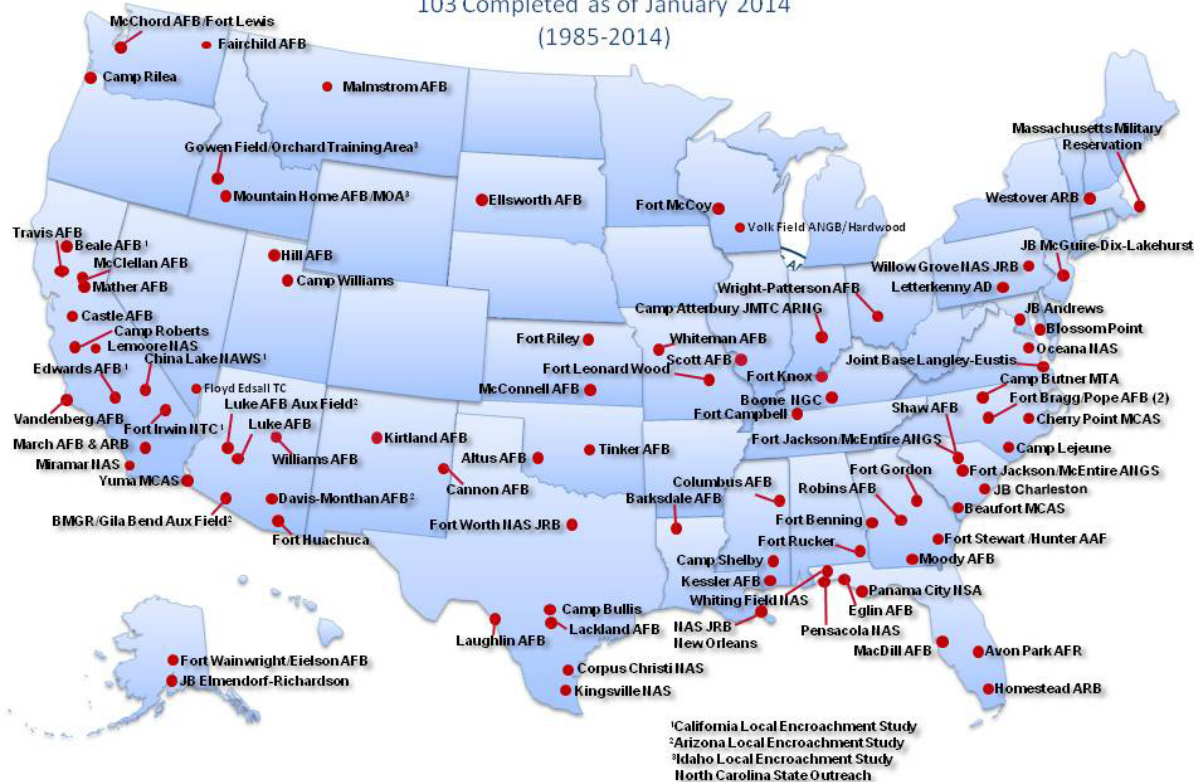 103 Completed as of January 2014
(1985-2014)
McChord AFB/Fort Lewis
Fairchild AFB
Camp Rilea
Malmstrom AFB
Gowen Field/Orchard Training Area³
Mountain Home AFB/MOA³
Ellsworth AFB
Fort McCoy
Volk Field ANGB/Hardwood
Massachusetts Military
Reservation
Westover ARB
Travis AFB
Beale AFB ¹
McClellan AFB
Mather AFB
Hill AFB
Camp Williams
JB McGuire-Dix-Lakehurst
Willow Grove NAS JRB
Letterkenny AD
Wright-Patterson AFB
Camp Atterbury JMTC ARNG
Castle AFB
Camp Roberts
Lemoore NAS
China Lake NAWS¹
Edwards AFB¹
Floyd Edsall TC
Fort Riley
Whiteman AFB
Scott AFB
Fort Leonard Wood
McConnell AFB
Fort Knox
Boone NGC
Fort Campbell
JB Andrews
Blossom Point
Oceana NAS
Joint Base Langley-Eustis
Camp Butner MTA
Fort Bragg/Pope AFB (2)
Cherry Point MCAS
Vandenberg AFB
Luke AFB Aux Field²
Luke AFB
Fort Irwin NTC¹
March AFB & ARB
Miramar NAS
Yuma MCAS
Williams AFB
Kirtland AFB
Cannon AFB
Altus AFB
Tinker AFB
Shaw AFB
Fort Jackson/McEntire ANGS
Camp Lejeune
Fort Gordon
Fort Jackson/McEntire ANGS
Robins AFB
JB Charleston
Beaufort MCAS
Columbus AFB
Barksdale AFB
Davis-Monthan AFB²
BMGR/Gila Bend Aux Field²
Fort Huachuca
Fort Worth NAS JRB
Fort Benning
Fort Rucker
Fort Stewart/Hunter AAF
Moody AFB
Camp Shelby
Kessler AFB
Whiting Field NAS
Panama City NSA
Eglin AFB
Pensacola NAS
NAS JRB
New Orleans
Camp Bullis
Lackland AFB
Laughlin AFB
MacDill AFB
Avon Park AFR
Homestead ARB
Fort Wainwright/Eielson AFB
JB Elmendorf-Richardson
Corpus Christi NAS
Kingsville NAS
¹California Local Encroachment Study
²Arizona Local Encroachment Study
³Idaho Local Encroachment Study
North Carolina State Outreach